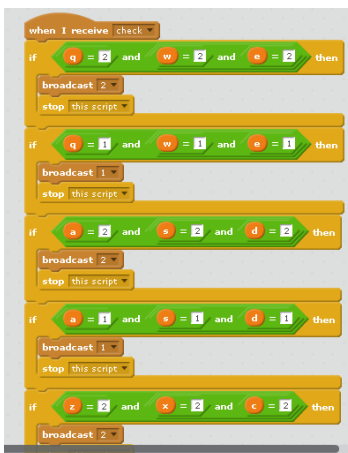 when I receive check
if q = 2 and w = 2 and e = 2 then
broadcast 2
stop this script
if q = 1 and w = 1 and e = 1 then
broadcast 1
stop this script
if a = 2 and s = 2 and d = 2 then
broadcast 2
stop this script
if a = 1 and s = 1 and d = 1 then
broadcast 1
stop this script
if z = 2 and x = 2 and c = 2 then
broadcast 2